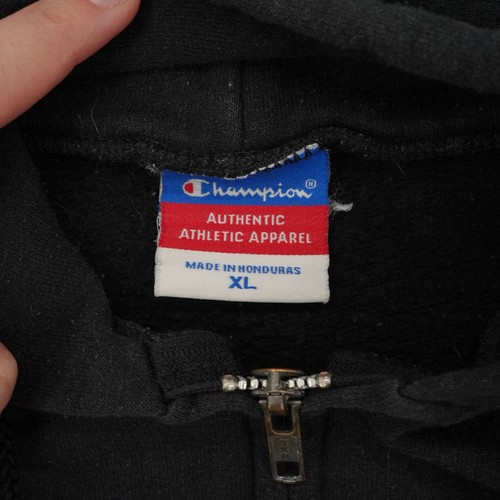 Champion®
AUTHENTIC
ATHLETIC APPAREL
MADE IN HONDURAS
XL